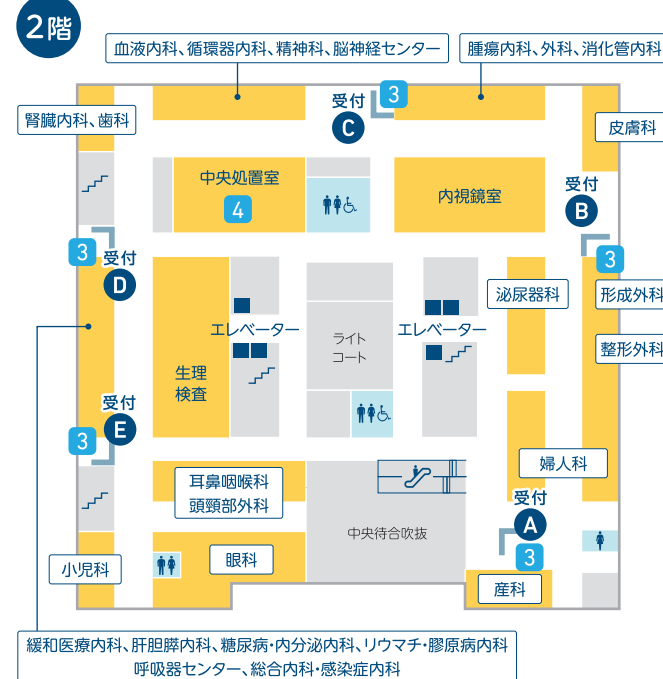 2階
血液内科、循環器内科、精神科、脳神経センター
腫瘍内科、外科、消化管内科
受付
3
C
腎臓内科、歯科
皮膚科
中央処置室
4
内視鏡室
受付
B
3
3
受付
D
泌尿器科
形成外科
エレベーター
エレベーター
ライト
コート
整形外科
生理
検査
受付
E
3
婦人科
耳鼻咽喉科
頭頸部外科
受付
A
3
中央待合吹抜
小児科
眼科
産科
緩和医療内科、肝胆膵内科、糖尿病・内分泌内科、リウマチ・膠原病内科
呼吸器センター、総合内科・感染症内科